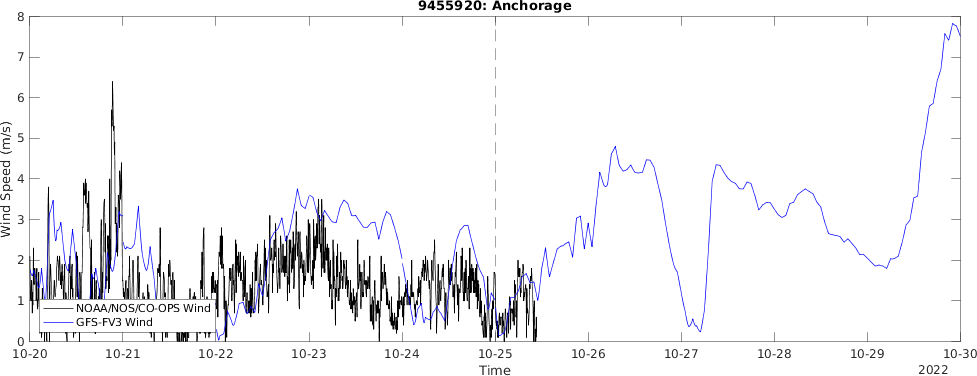 9455920: Anchorage
Wind Speed (m/s)
8
7
6
5
4
3
2
1
0
NOAA/NOS/CO-OPS Wind
GFS-FV3 Wind
10-20 10-21 10-22 10-23 10-24 10-25 10-26 10-27 10-28 10-29 10-30
Time
2022